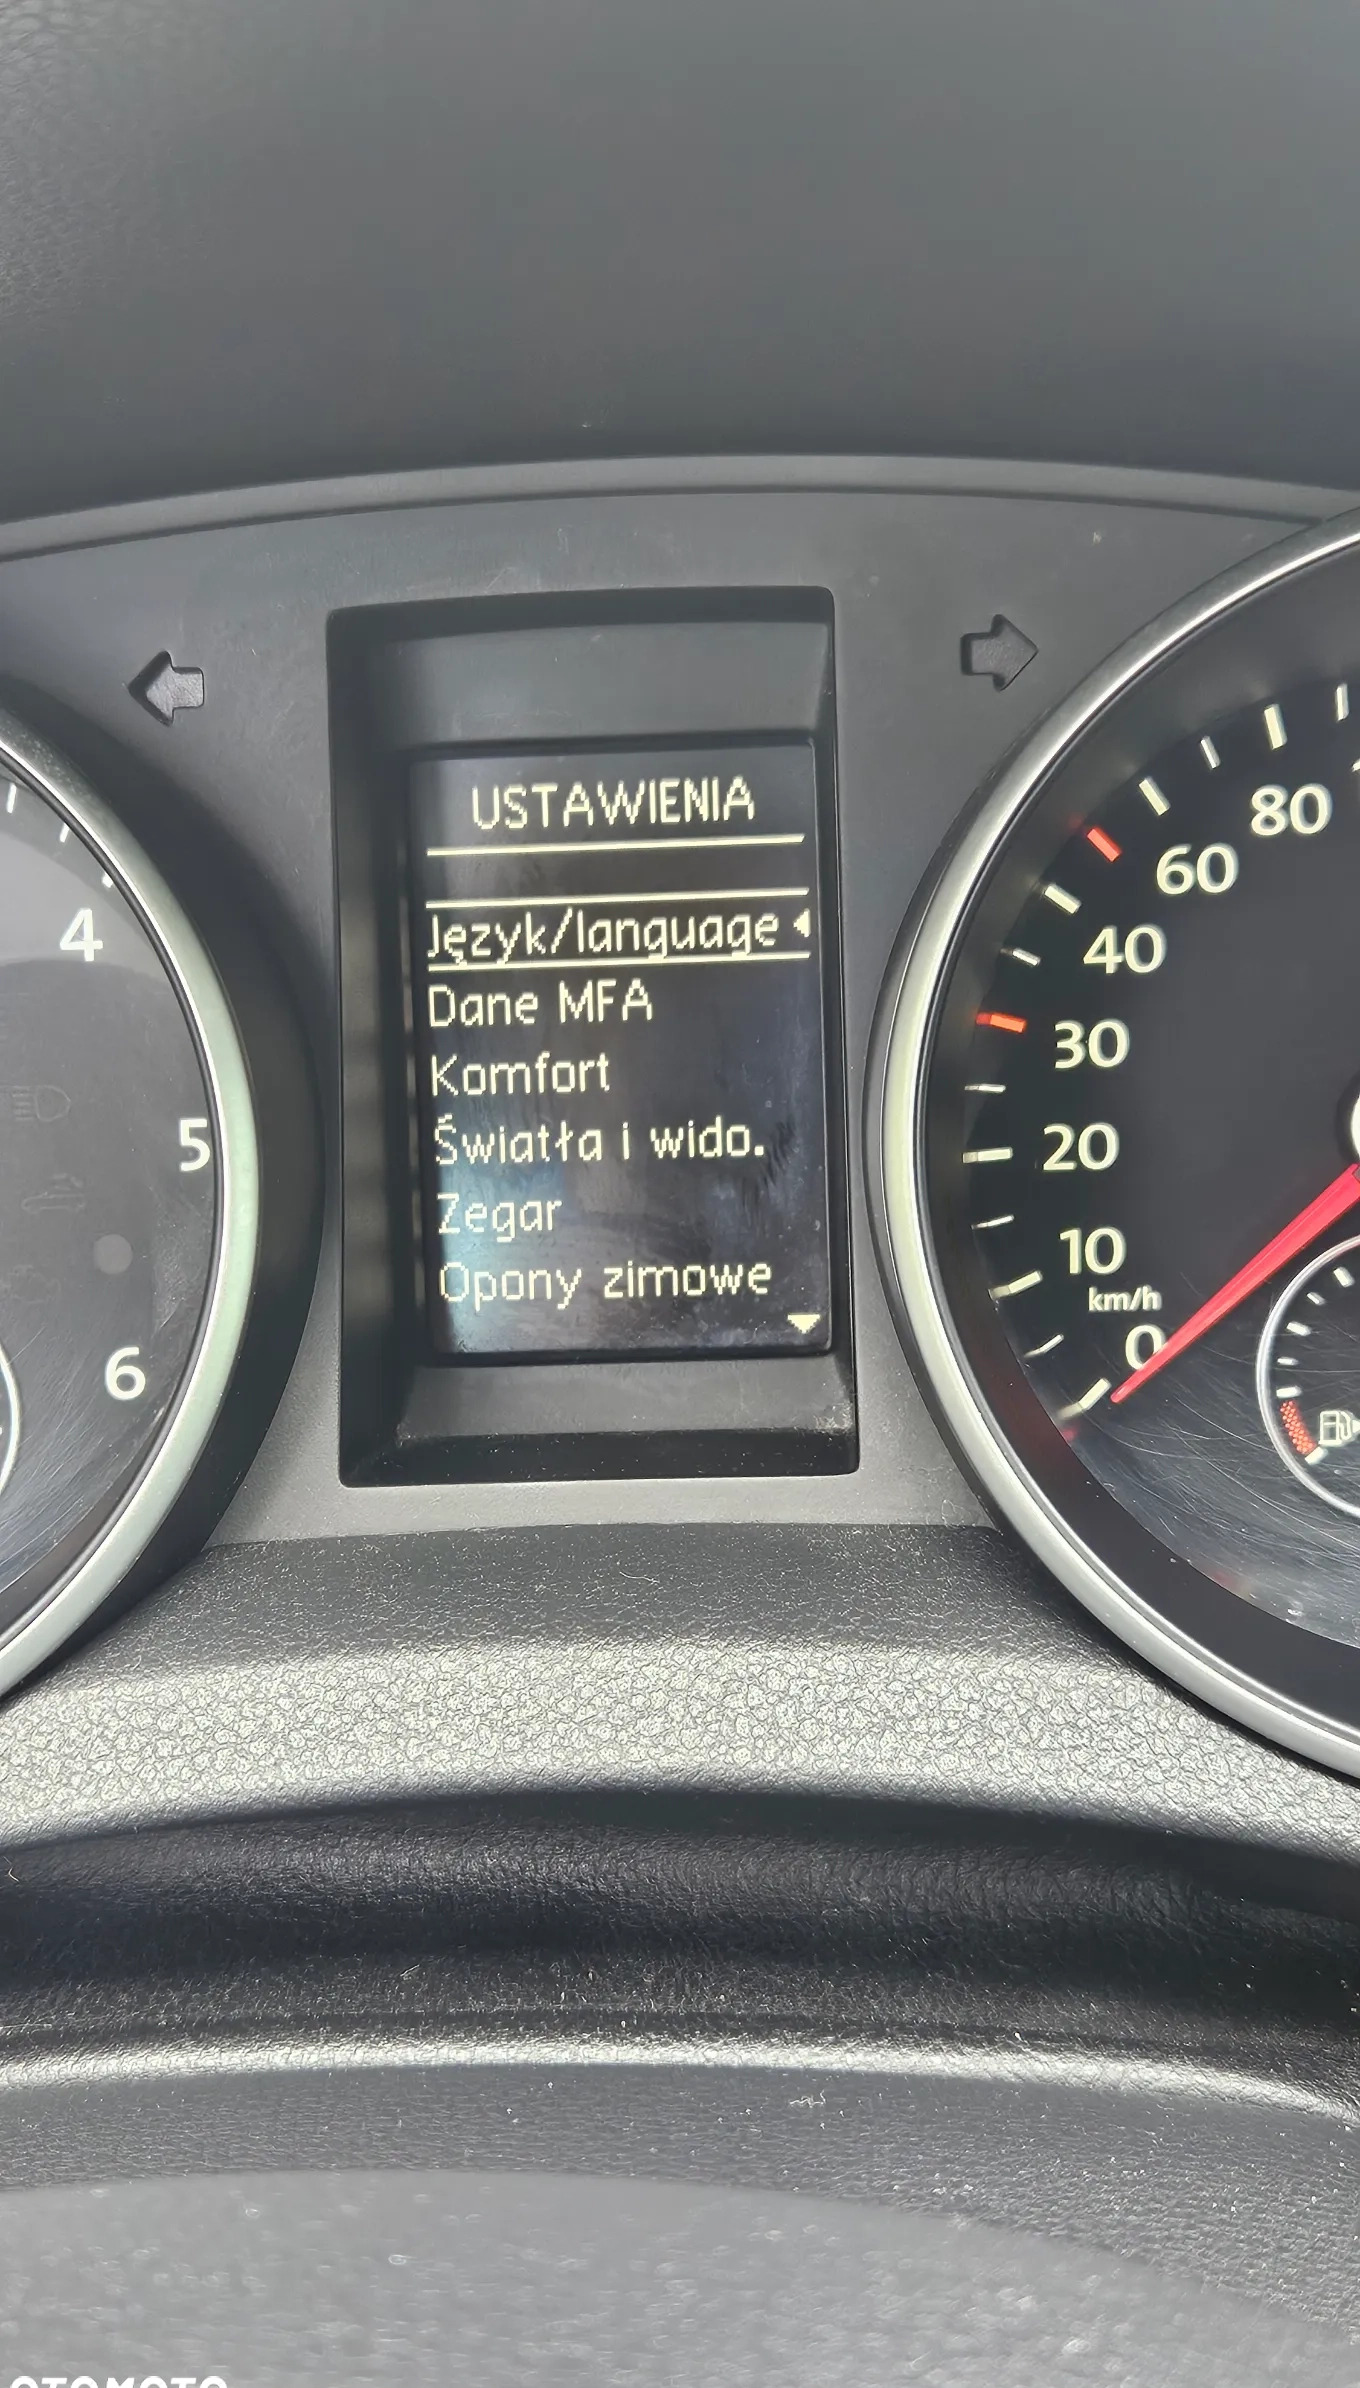 USTAWIENIA
Język/language
Dane MFA
Komfort
Światła i wido.
Zegar
Opony zimowe
4
5
6
80
60
40
30
20
10
km/h
0
OTOMOTO